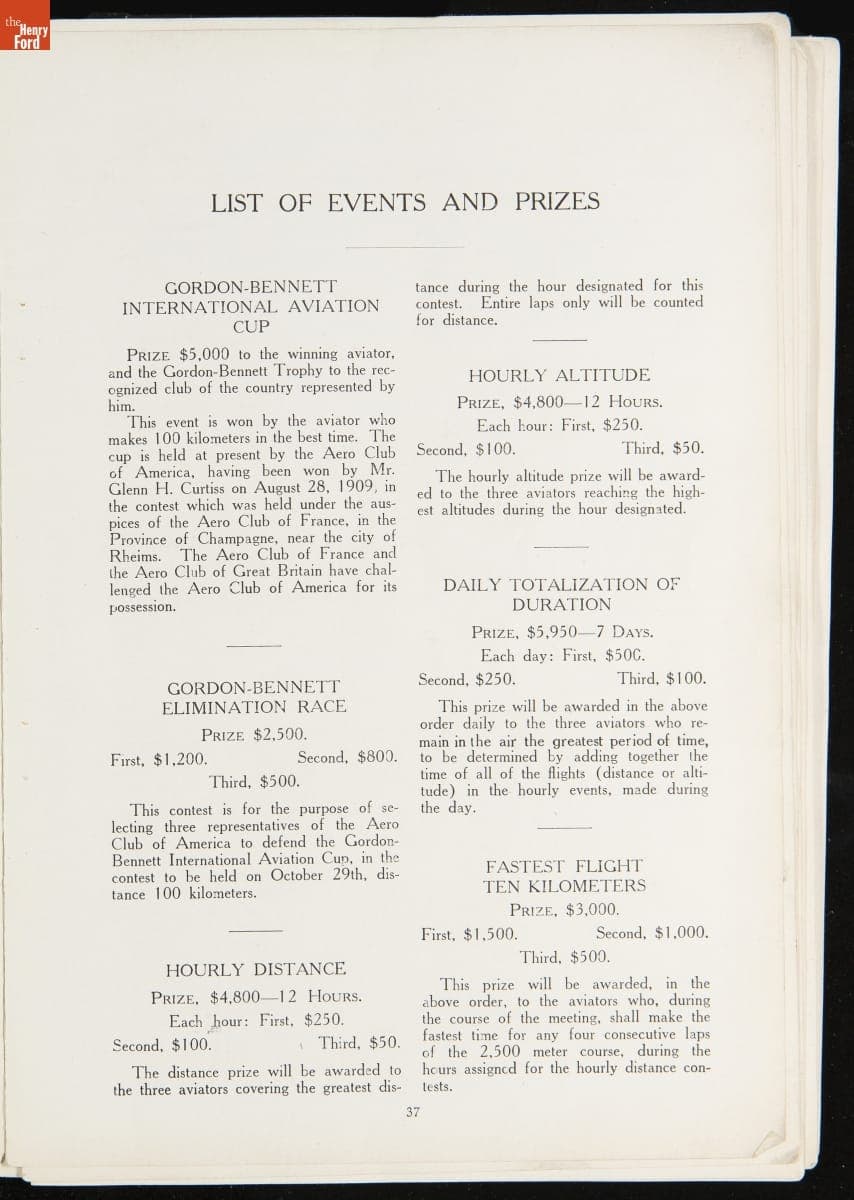 the
Henry
Ford
LIST OF EVENTS AND PRIZES
GORDON-BENNETT
INTERNATIONAL AVIATION
CUP
PRIZE $5,000 to the winning aviator,
and the Gordon-Bennett Trophy to the rec-
ognized club of the country represented by
him.
This event is won by the aviator who
makes 100 kilometers in the best time. The
cup is held at present by the Aero Club
of America, having been won by Mr.
Glenn H. Curtiss on August 28, 1909, in
the contest which was held under the aus-
pices of the Aero Club of France, in the
Province of Champagne, near the city of
Rheims. The Aero Club of France and
the Aero Club of Great Britain have chal-
lenged the Aero Club of America for its
possession.
GORDON-BENNETT
ELIMINATION RACE
PRIZE $2,500.
First, $1,200. Second, $800.
Third, $500.
This contest is for the purpose of se-
lecting three representatives of the Aero
Club of America to defend the Gordon-
Bennett International Aviation Cup, in the
contest to be held on October 29th, dis-
tance 100 kilometers.
HOURLY DISTANCE
PRIZE, $4,800—12 HOURS.
Each hour: First, $250.
Second, $100. Third, $50.
The distance prize will be awarded to
the three aviators covering the greatest dis-
tance during the hour designated for this
contest. Entire laps only will be counted
for distance.
HOURLY ALTITUDE
PRIZE, $4,800—12 HOURS.
Each hour: First, $250.
Second, $100. Third, $50.
The hourly altitude prize will be award-
ed to the three aviators reaching the high-
est altitudes during the hour designated.
DAILY TOTALIZATION OF
DURATION
PRIZE, $5,950—7 DAYS.
Each day: First, $500.
Second, $250. Third, $100.
This prize will be awarded in the above
order daily to the three aviators who re-
main in the air the greatest period of time,
to be determined by adding together the
time of all of the flights (distance or alti-
tude) in the hourly events, made during
the day.
FASTEST FLIGHT
TEN KILOMETERS
PRIZE, $3,000.
First, $1,500. Second, $1,000.
Third, $500.
This prize will be awarded, in the
above order, to the aviators who, during
the course of the meeting, shall make the
fastest time for any four consecutive laps
of the 2,500 meter course, during the
hours assigned for the hourly distance con-
tests.
37